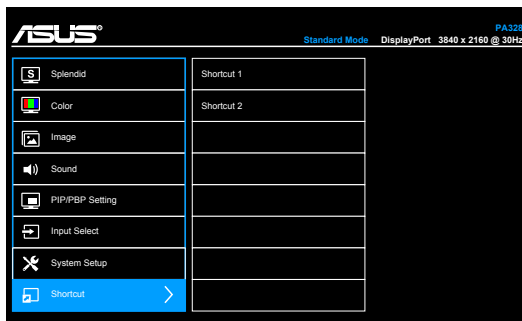 ASUS
PA328
Standard Mode DisplayPort 3840 x 2160 @ 30Hz
S Splendid
Shortcut 1
Color
Shortcut 2
Image
Sound
PIP/PBP Setting
Input Select
System Setup
Shortcut